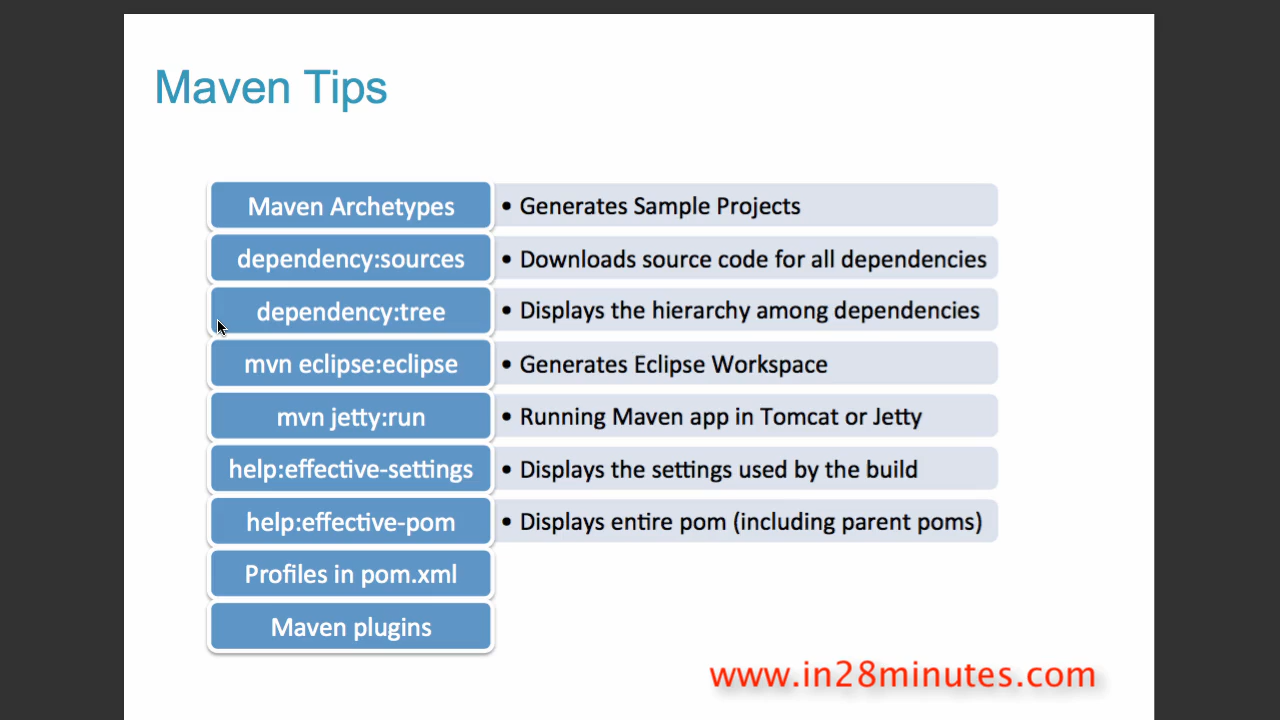 Maven Tips
Maven Archetypes • Generates Sample Projects
dependency:sources • Downloads source code for all dependencies
dependency:tree • Displays the hierarchy among dependencies
mvn eclipse:eclipse • Generates Eclipse Workspace
mvn jetty:run • Running Maven app in Tomcat or Jetty
help:effective-settings • Displays the settings used by the build
help:effective-pom • Displays entire pom (including parent poms)
Profiles in pom.xml
Maven plugins
www.in28minutes.com